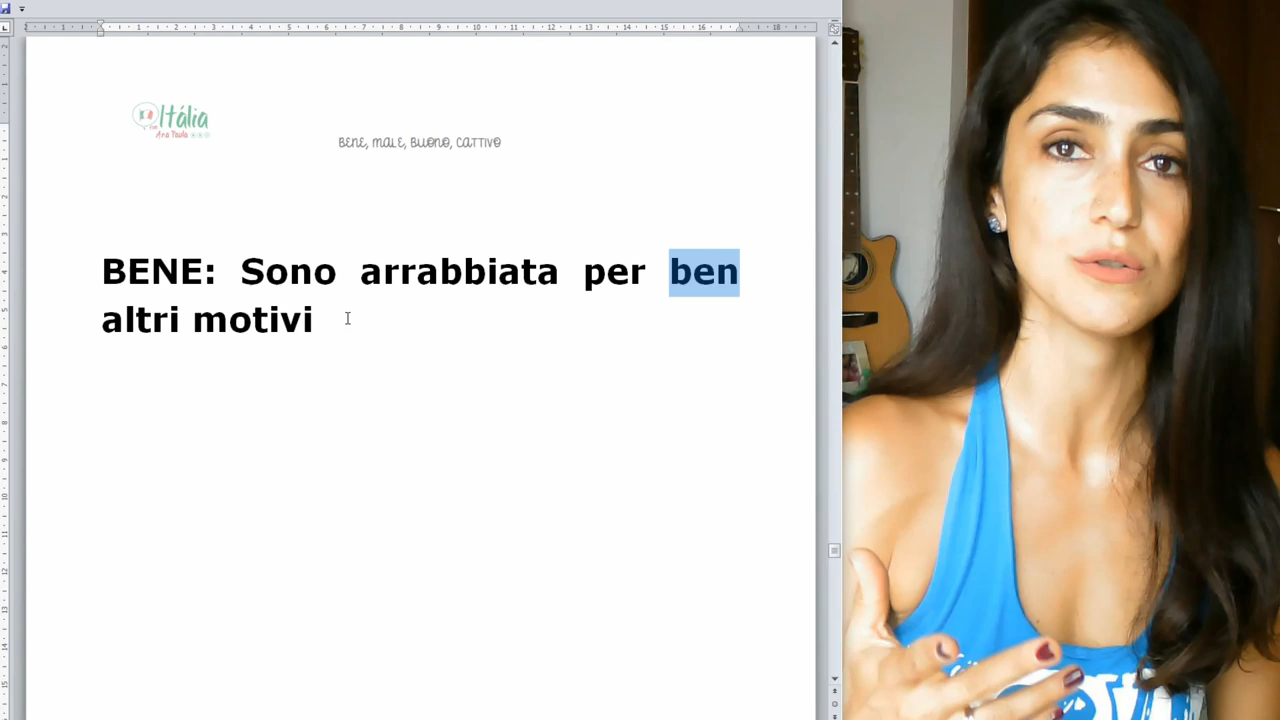 Itália
Ana Paula
BENE, MALE, BUONO, CATTIVO
BENE: Sono arrabbiata per ben
altri motivi